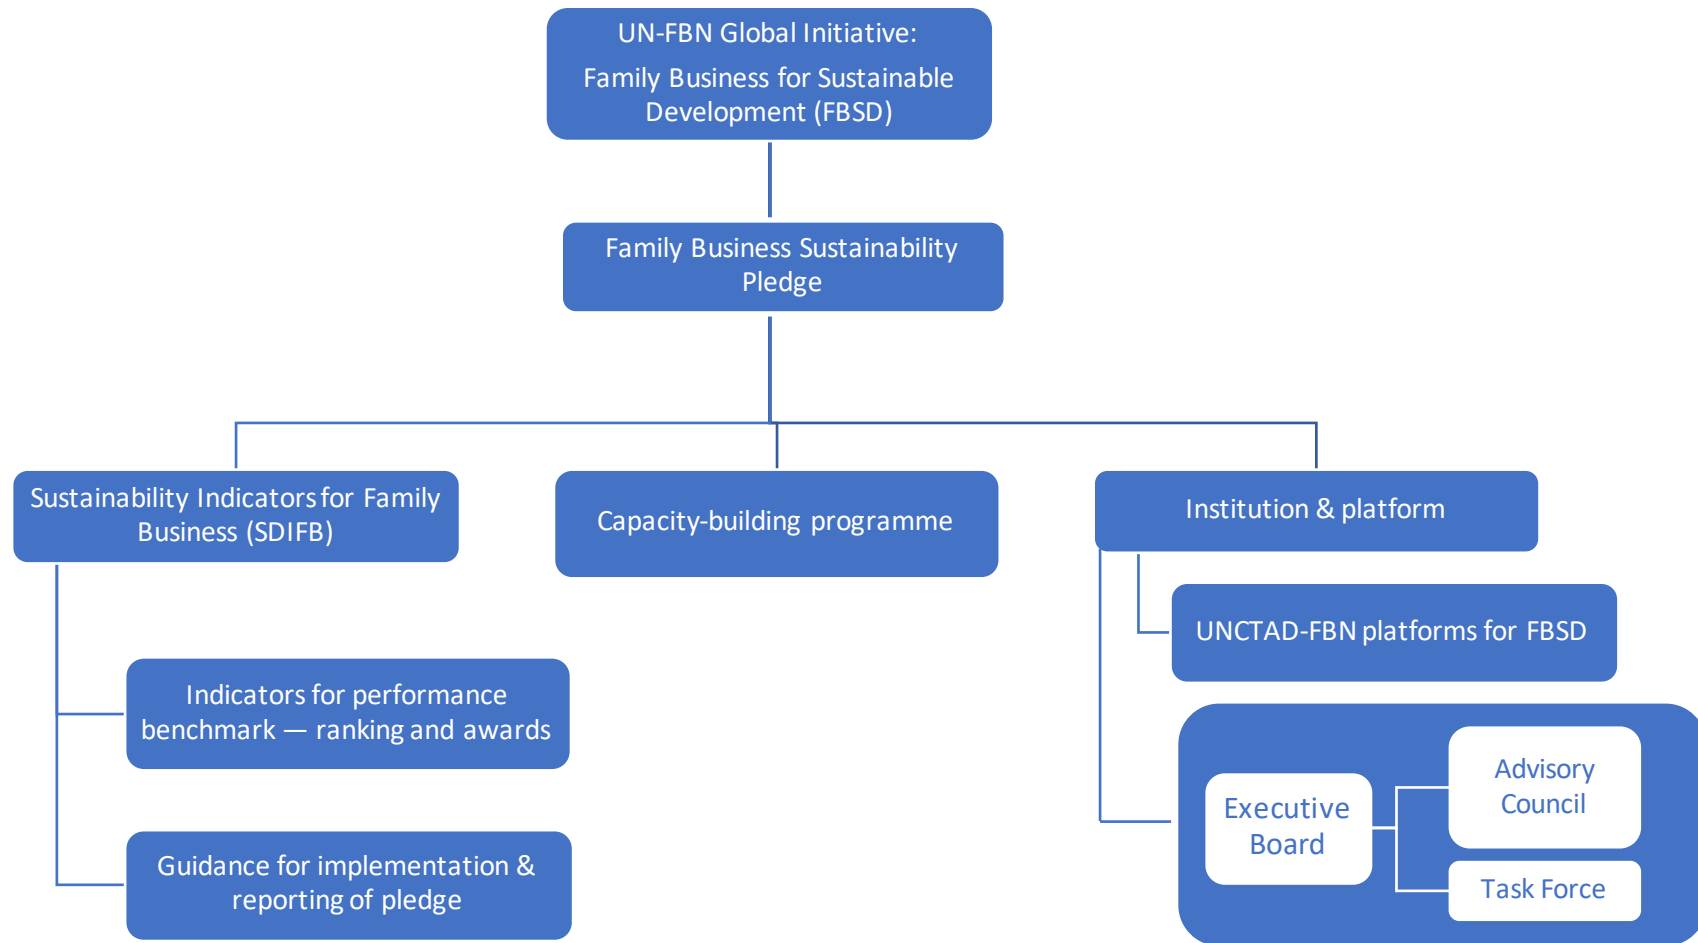 UN-FBN Global Initiative:
Family Business for Sustainable
Development (FBSD)
Family Business Sustainability
Pledge
Sustainability Indicators for Family
Business (SDIFB)
Capacity-building programme
Institution & platform
UNCTAD-FBN platforms for FBSD
Indicators for performance
benchmark — ranking and awards
Guidance for implementation &
reporting of pledge
Executive
Board
Advisory
Council
Task Force